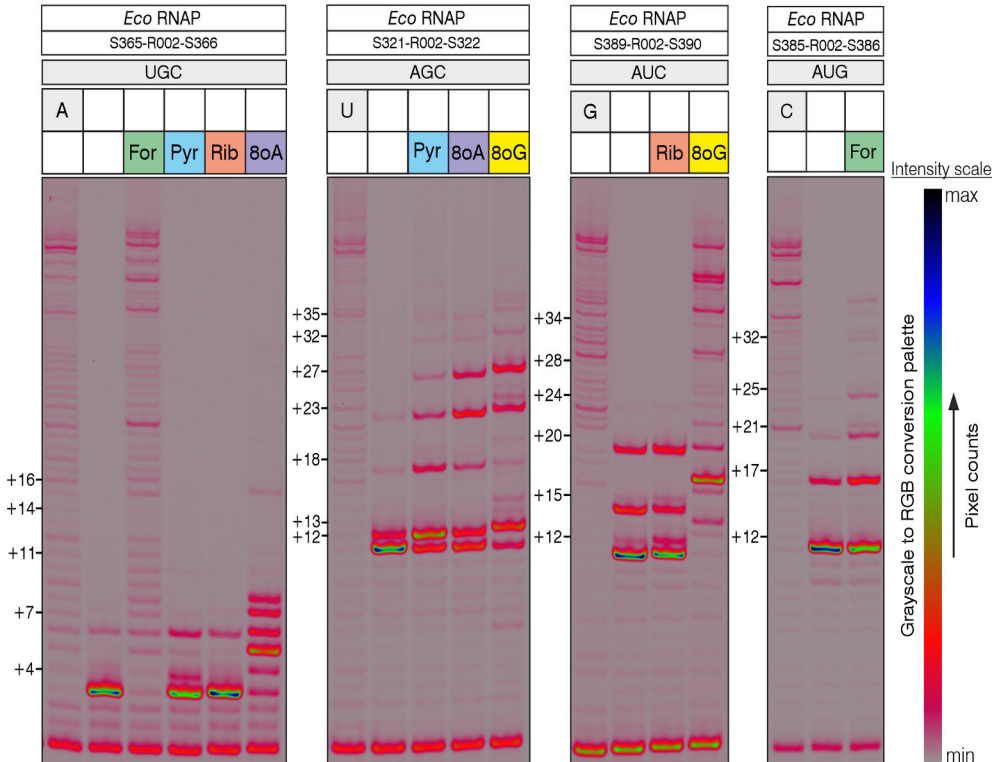 Eco RNAP
S365-R002-S366
UGC
A
For Pyr Rib 8oA
+16
+14
+11
+7
+4
Eco RNAP
S321-R002-S322
AGC
U
Pyr 8oA 8oG
+35
+32
+27
+23
+18
+13
+12
Eco RNAP
S389-R002-S390
AUC
G
Rib 8oG
+34
+28
+24
+20
+15
+12
Eco RNAP
S385-R002-S386
AUG
C
For
+32
+25
+21
+17
+12
Intensity scale
max
Grayscale to RGB conversion palette
Pixel counts
min